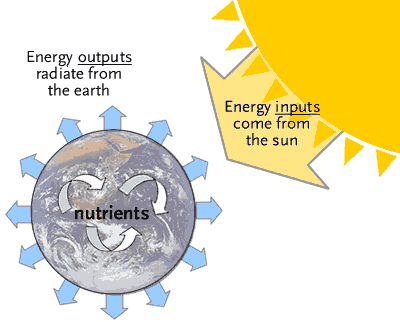 Energy outputs
radiate from
the earth
Energy inputs
come from
the sun
nutrients